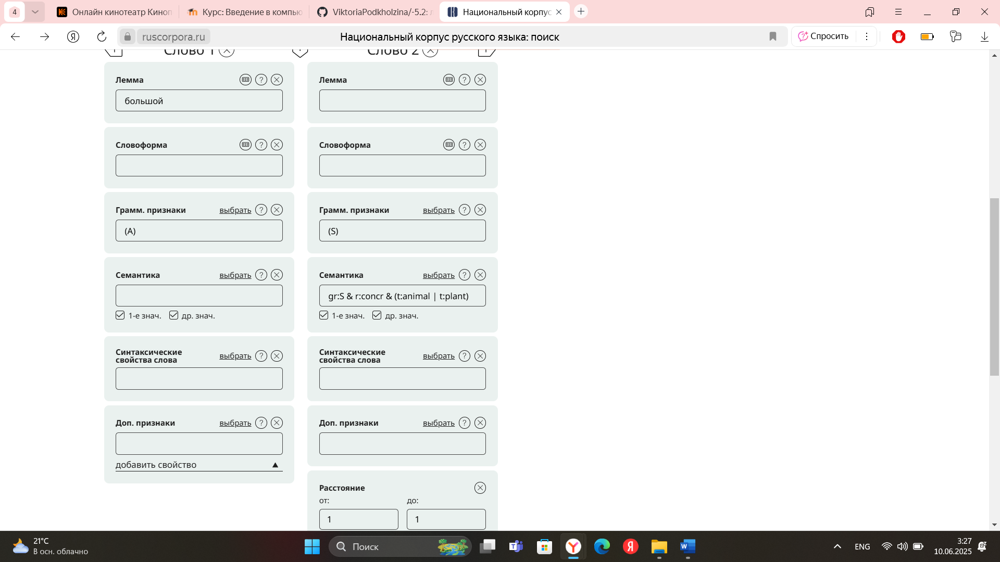 4
Онлайн кинотеатр Киноп
Курс: Введение в компью
ViktoriaPodkholzina/-5.2: л
Национальный корпус
ruscorpora.ru
Национальный корпус русского языка: поиск
Спросить
Слово 1
Слово 2
Лемма
?
Лемма
?
большой
Словоформа
?
Словоформа
?
Грамм. признаки выбрать ?
Грамм. признаки выбрать ?
(A)
(S)
Семантика выбрать ?
Семантика выбрать ?
gr:S & r:concr & (t:animal | t:plant)
1-е знач. др. знач.
1-е знач. др. знач.
Синтаксические
свойства слова
выбрать ?
Синтаксические
свойства слова
выбрать ?
Доп. признаки выбрать ?
Доп. признаки выбрать ?
добавить свойство
Расстояние
от: до:
1 1
21°C
В осн. облачно
Поиск
ENG
3:27
10.06.2025